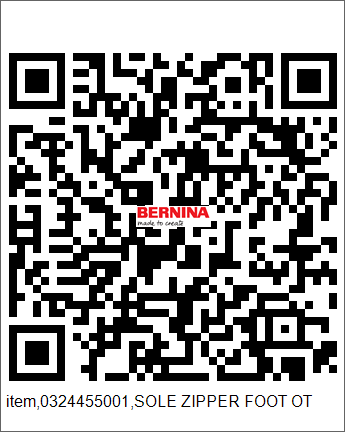 BERNINA
made to create
item,0324455001,SOLE ZIPPER FOOT OT